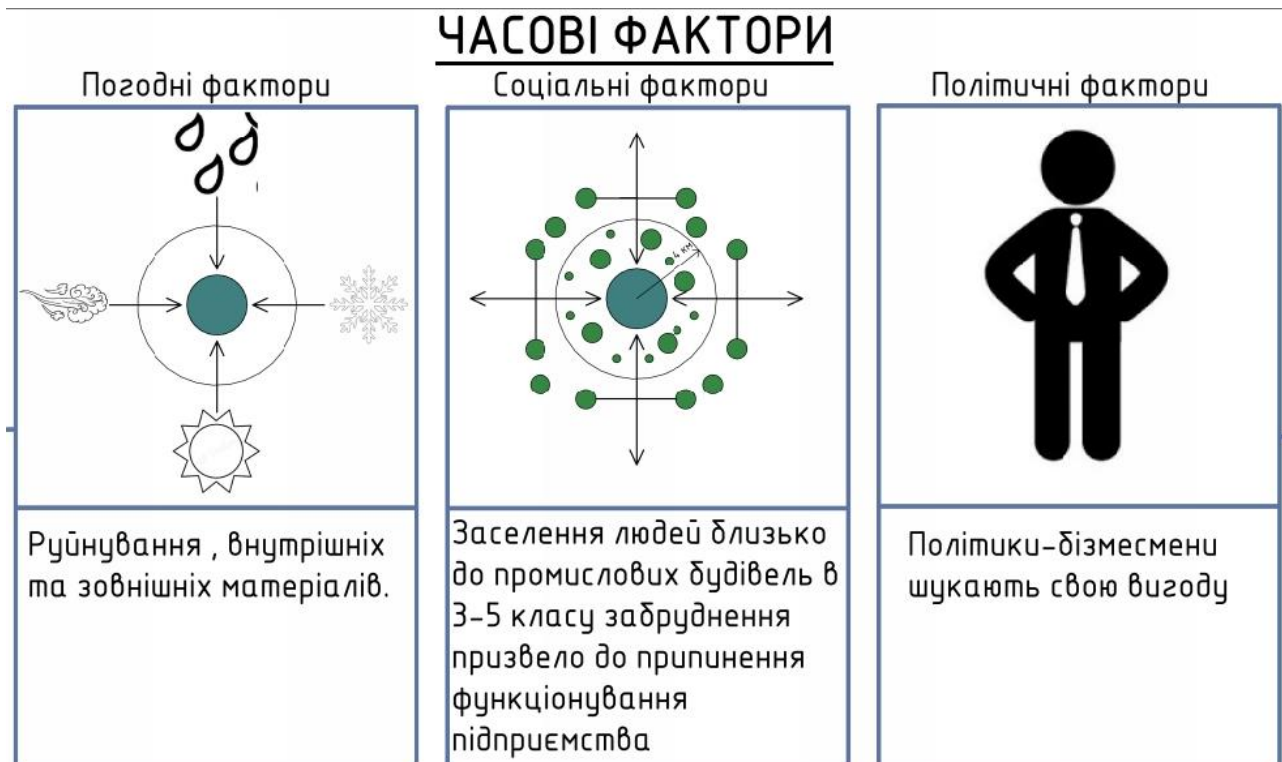 ЧАСОВІ ФАКТОРИ
Погодні фактори
Соціальні фактори
Політичні фактори
4 км
Руйнування , внутрішніх
та зовнішніх матеріалів.
Заселення людей близько
до промислових будівель в
3-5 класу забруднення
призвело до припинення
функціонування
підприємства
Політики-бізмесмени
шукають свою вигоду